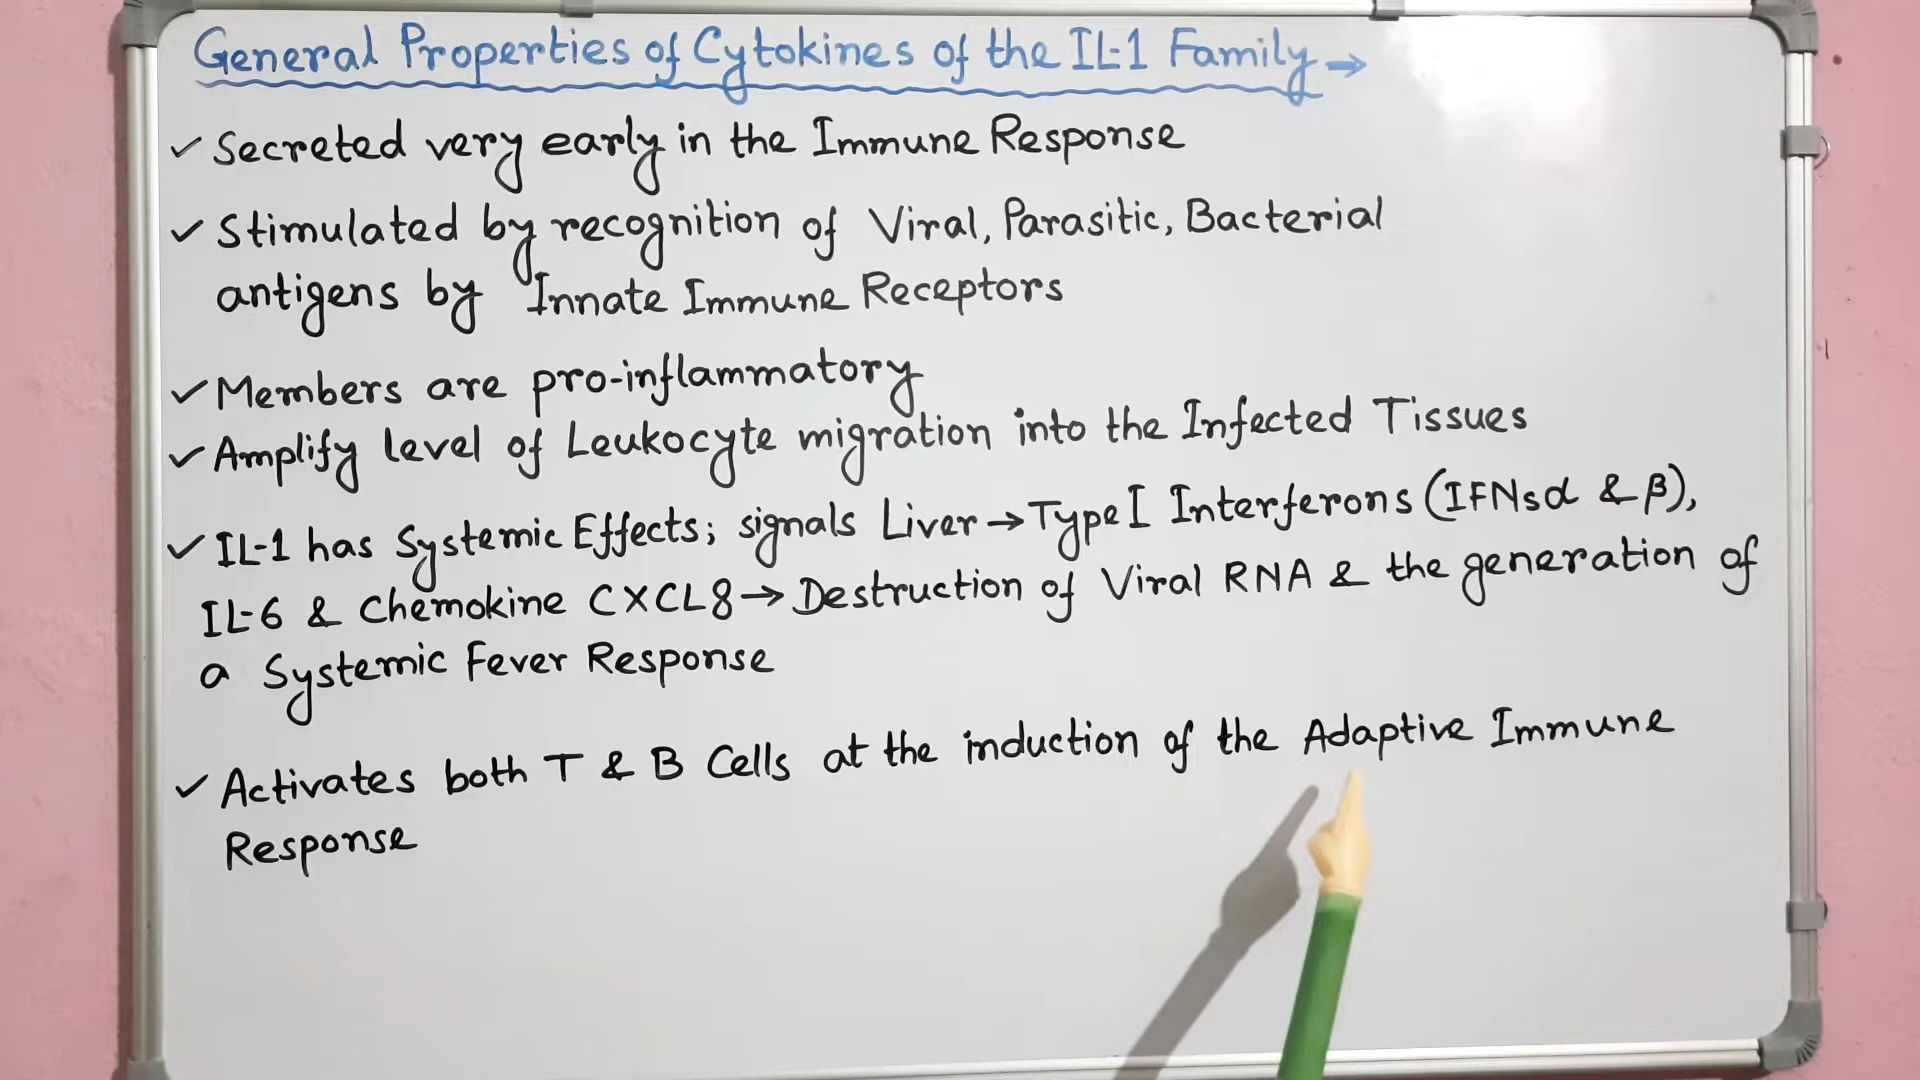 General Properties of Cytokines of the IL-1 Family →
✓ Secreted very early in the Immune Response
✓ Stimulated by recognition of Viral, Parasitic, Bacterial
antigens by Innate Immune Receptors
✓ Members are pro-inflammatory
✓ Amplify level of Leukocyte migration into the Infected Tissues
✓ IL-1 has Systemic Effects; signals Liver → Type I Interferons (IFNs α & β),
IL-6 & Chemokine CXCL8 → Destruction of Viral RNA & the generation of
a Systemic Fever Response
✓ Activates both T & B Cells at the induction of the Adaptive Immune
Response